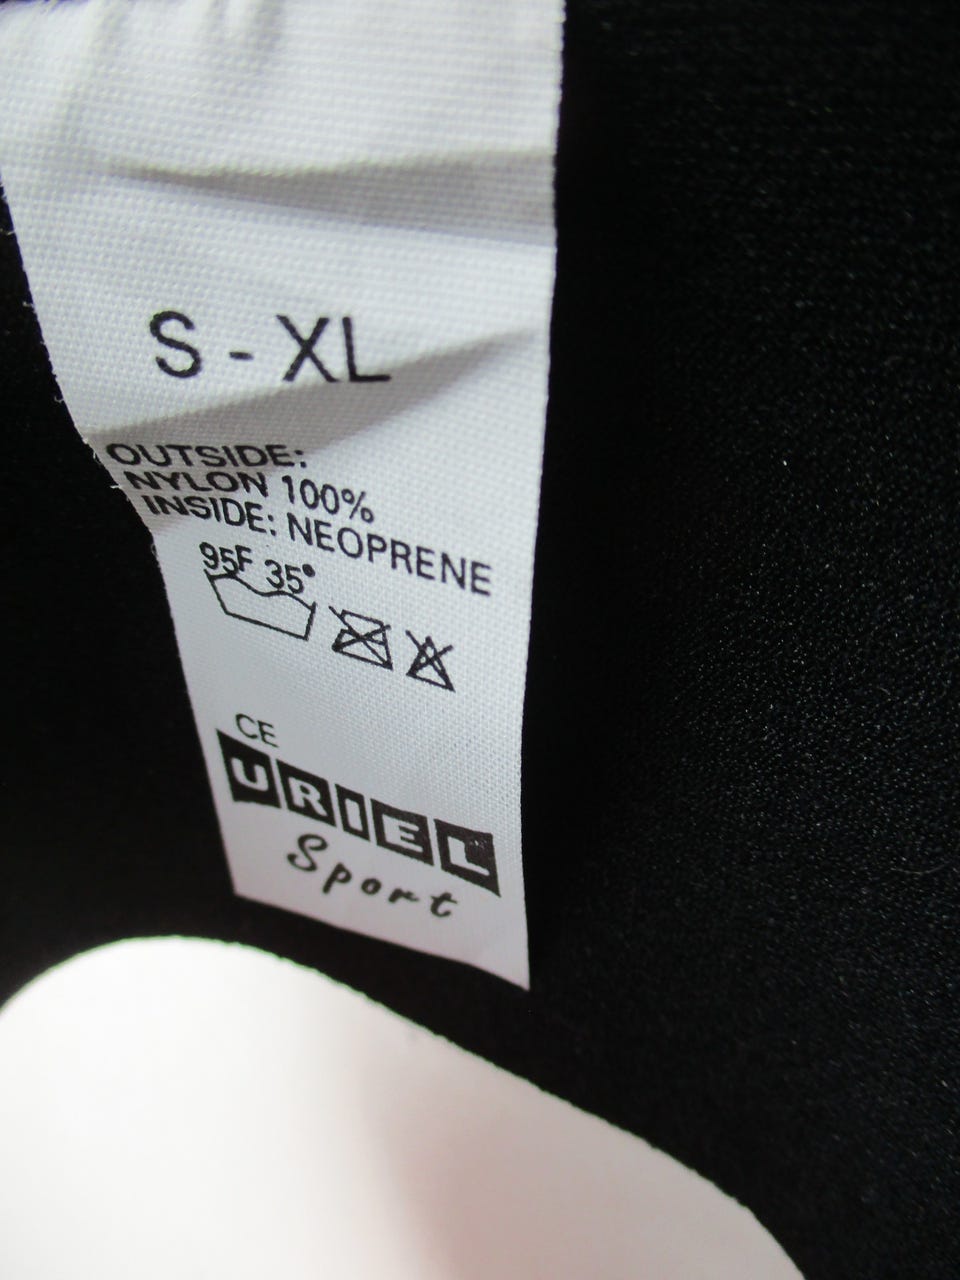 S - XL
OUTSIDE:
NYLON 100%
INSIDE: NEOPRENE
95F 35°
CE
URIEL
Sport